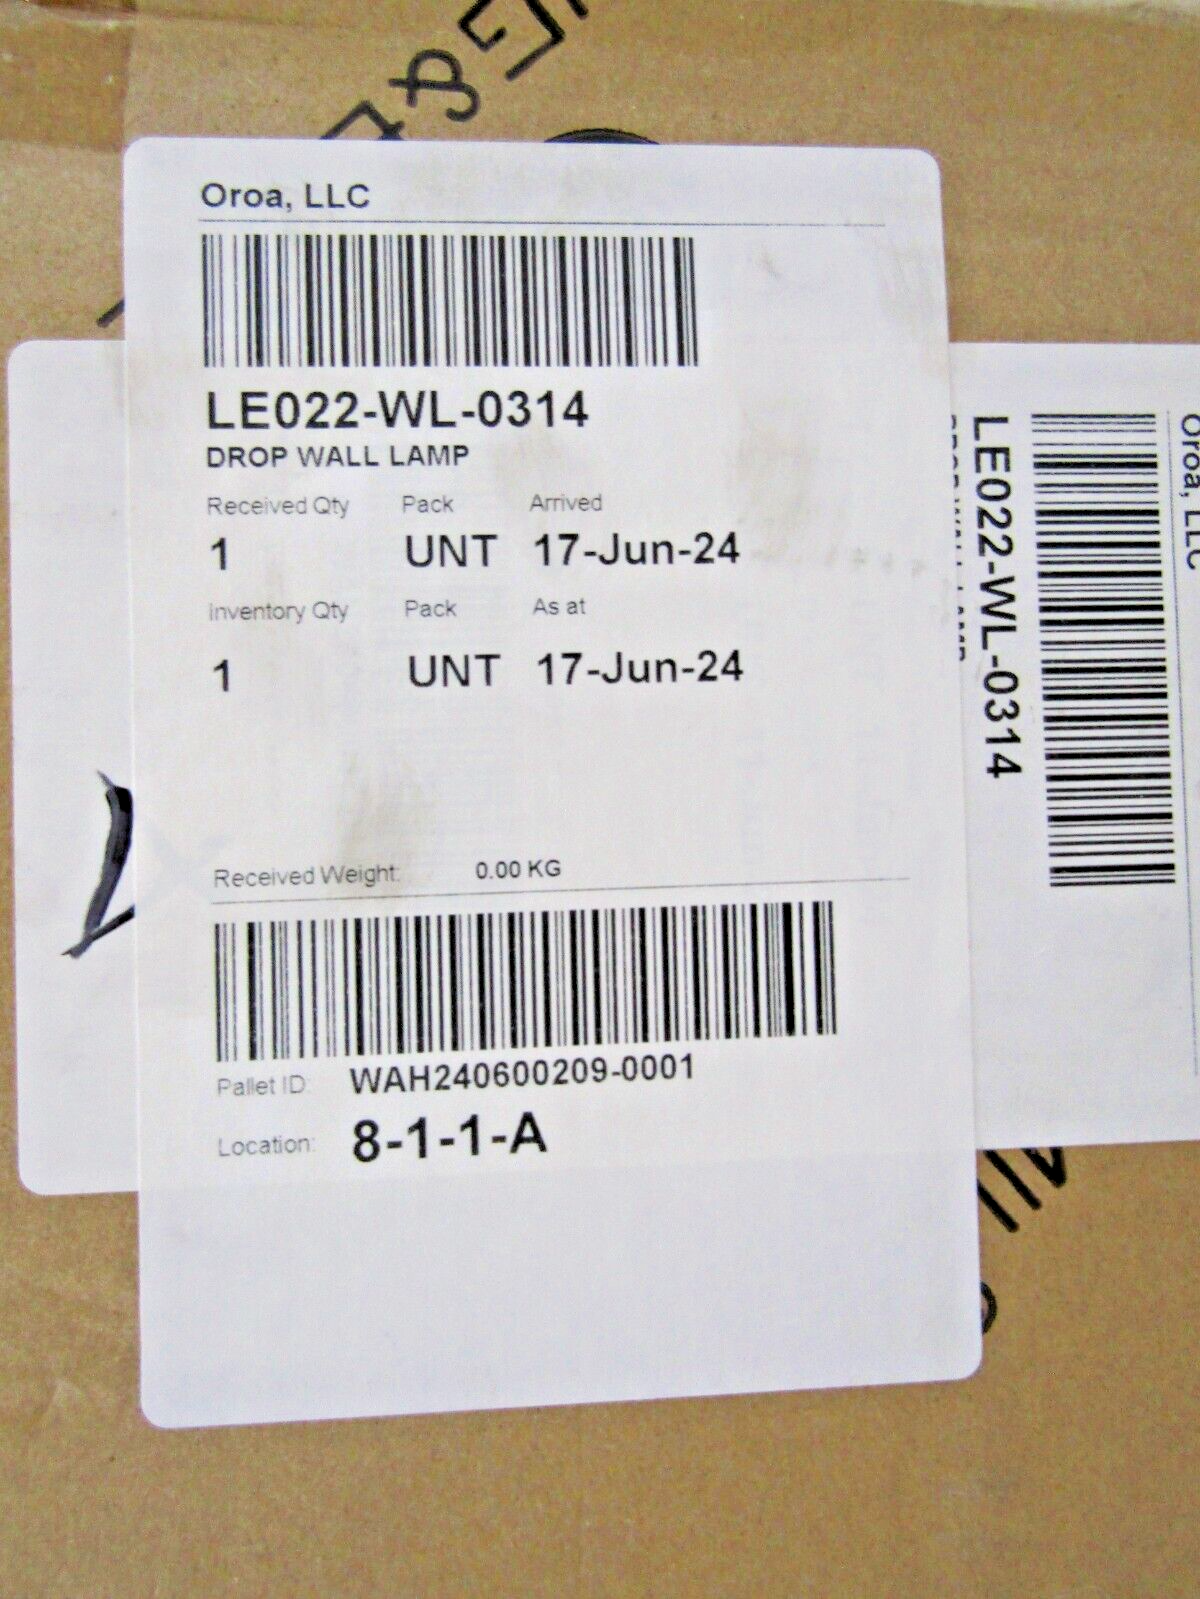 Oroa, LLC
LE022-WL-0314
DROP WALL LAMP
Received Qty Pack Arrived
1 UNT 17-Jun-24
Inventory Qty Pack As at
1 UNT 17-Jun-24
Received Weight: 0.00 KG
Pallet ID: WAH240600209-0001
Location: 8-1-1-A
Oroa, LLC
LE022-WL-0314